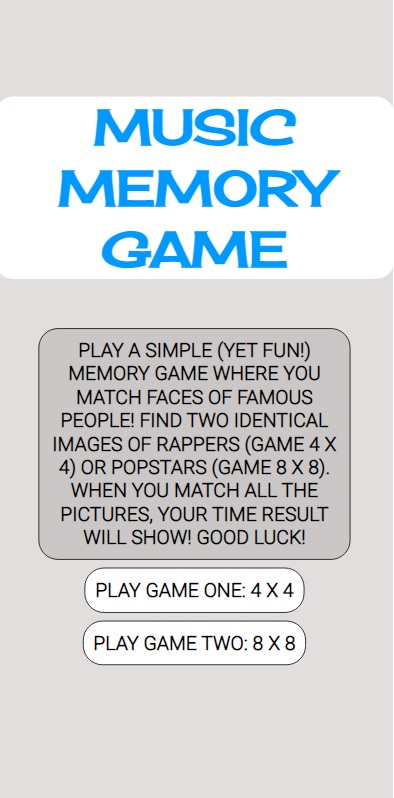 MUSIC
MEMORY
GAME
PLAY A SIMPLE (YET FUN!)
MEMORY GAME WHERE YOU
MATCH FACES OF FAMOUS
PEOPLE! FIND TWO IDENTICAL
IMAGES OF RAPPERS (GAME 4 X
4) OR POPSTARS (GAME 8 X 8).
WHEN YOU MATCH ALL THE
PICTURES, YOUR TIME RESULT
WILL SHOW! GOOD LUCK!
PLAY GAME ONE: 4 X 4
PLAY GAME TWO: 8 X 8